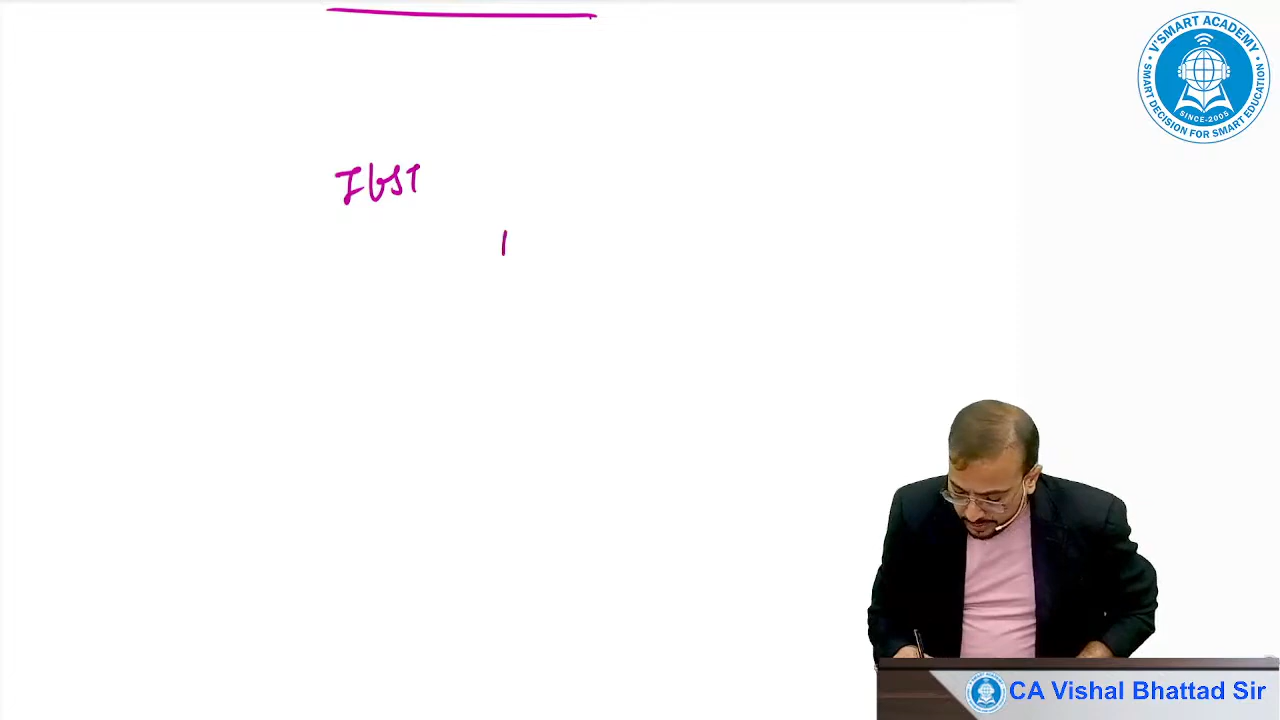 V'SMART ACADEMY
SMART DECISION FOR SMART EDUCATION
SINCE-2005
IGST
CA Vishal Bhattad Sir